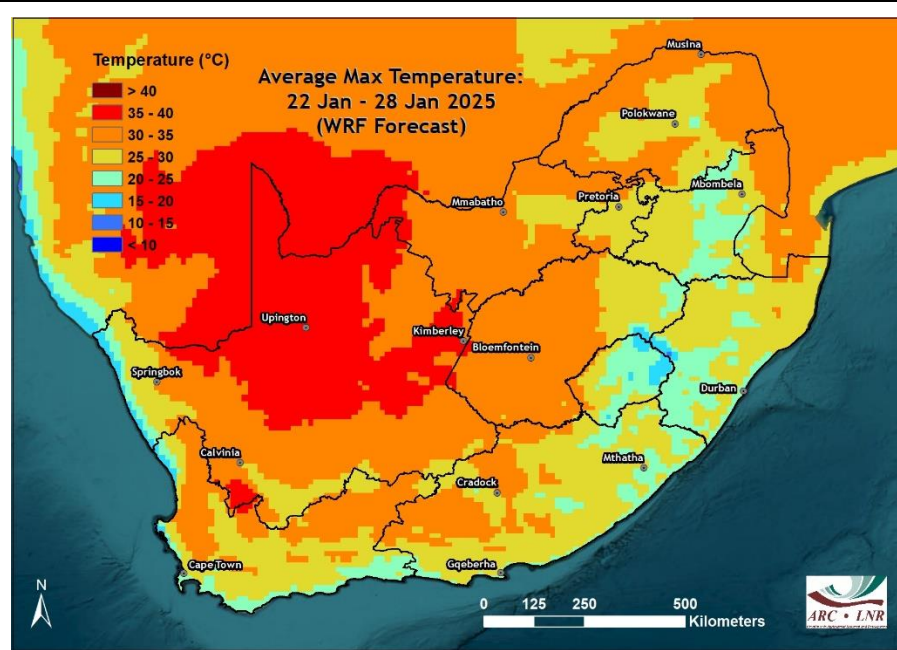 Temperature (°C)
> 40
35 - 40
30 - 35
25 - 30
20 - 25
15 - 20
10 - 15
< 10
Average Max Temperature:
22 Jan - 28 Jan 2025
(WRF Forecast)
Musina
Polokwane
Mbombela
Pretoria
Mmabatho
Upington
Kimberley
Bloemfontein
Springbok
Durban
Calvinia
Mthatha
Cradock
Cape Town
Gqeberha
N
0 125 250 500
Kilometers
ARC • LNR